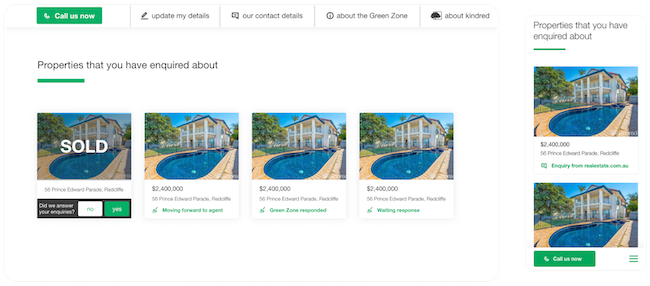 Call us now
update my details
our contact details
about the Green Zone
about kindred
Properties that you have enquired about
SOLD
56 Prince Edward Parade, Redcliffe
Did we answer
your enquiries?
no
yes
$2,400,000
56 Prince Edward Parade, Redcliffe
Moving forward to agent
$2,400,000
56 Prince Edward Parade, Redcliffe
Green Zone responded
$2,400,000
56 Prince Edward Parade, Redcliffe
Waiting response
Properties that you have
enquired about
$2,400,000
56 Prince Edward Parade, Redcliffe
Enquiry from realestate.com.au
Call us now